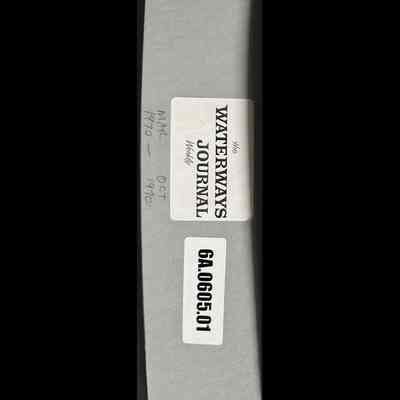 MAR OCT
1970 – 1970
the
WATERWAYS
JOURNAL
Weekly
6A.0605.01